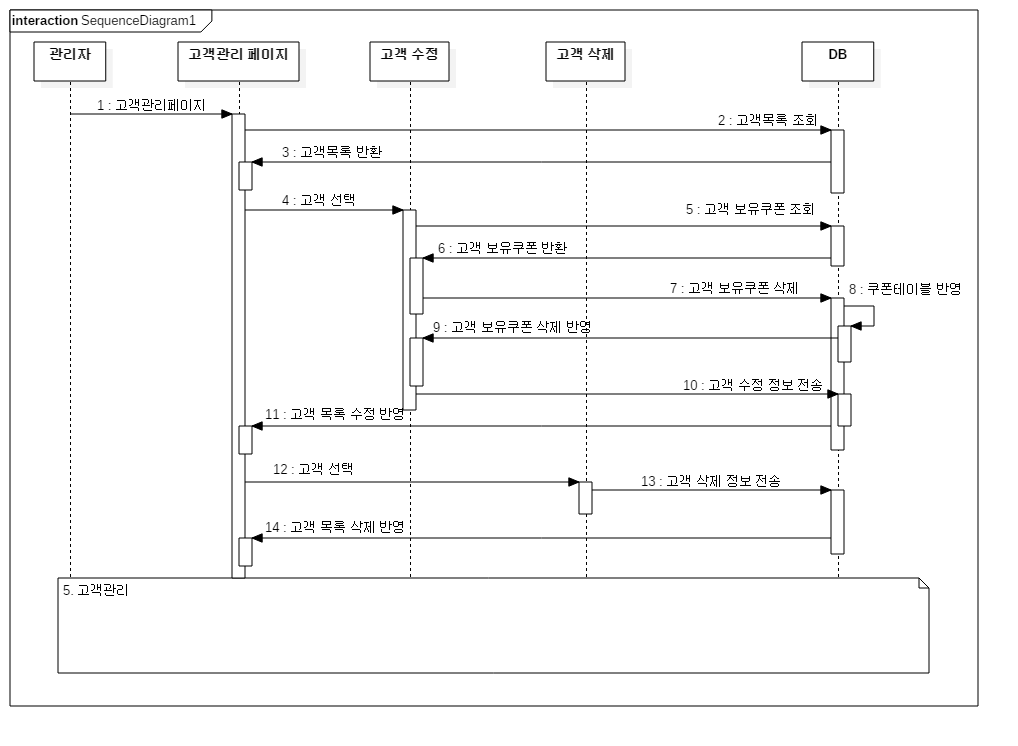 interaction SequenceDiagram1
관리자
고객관리 페이지
고객 수정
고객 삭제
DB
1 : 고객관리페이지
2 : 고객목록 조회
3 : 고객목록 반환
4 : 고객 선택
5 : 고객 보유쿠폰 조회
6 : 고객 보유쿠폰 반환
7 : 고객 보유쿠폰 삭제
8 : 쿠폰테이블 반영
9 : 고객 보유쿠폰 삭제 반영
10 : 고객 수정 정보 전송
11 : 고객 목록 수정 반영
12 : 고객 선택
13 : 고객 삭제 정보 전송
14 : 고객 목록 삭제 반영
5. 고객관리